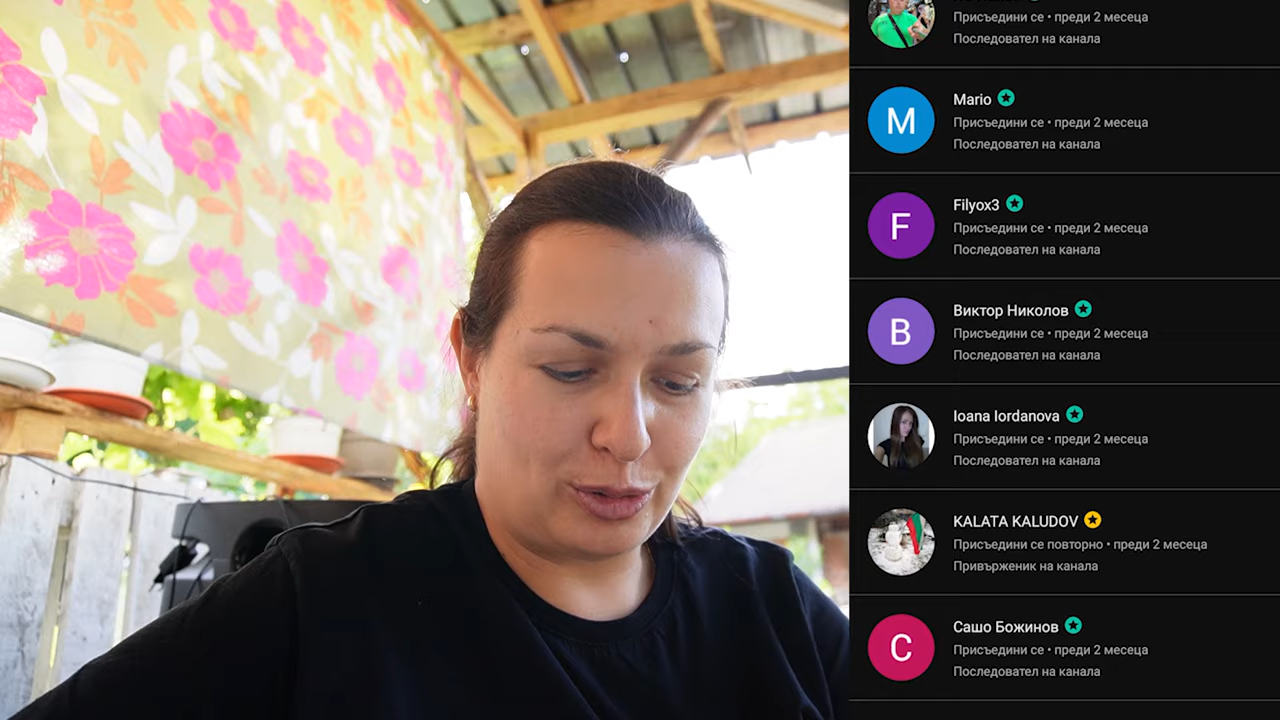 Присъедини се • преди 2 месеца
Последовател на канала
M
Mario
Присъедини се • преди 2 месеца
Последовател на канала
F
Filyox3
Присъедини се • преди 2 месеца
Последовател на канала
В
Виктор Николов
Присъедини се • преди 2 месеца
Последовател на канала
Ioana Iordanova
Присъедини се • преди 2 месеца
Последовател на канала
KALATA KALUDOV
Присъедини се повторно • преди 2 месеца
Привърженик на канала
С
Сашо Божинов
Присъедини се • преди 2 месеца
Последовател на канала